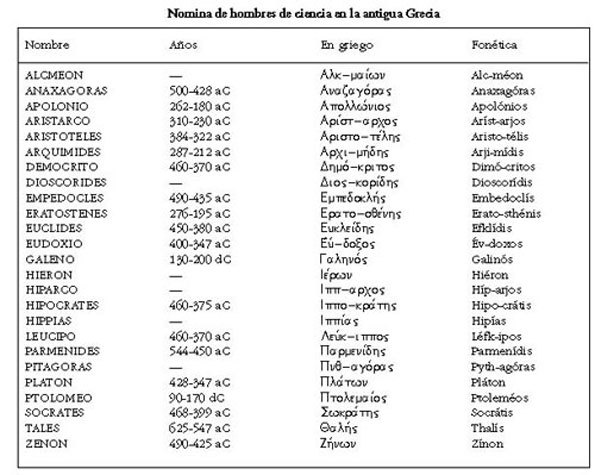 Nomina de hombres de ciencia en la antigua Grecia
Nombre Años En griego Fonética
ALCMEON — Αλκ–μαίων Alc-méon
ANAXAGORAS 500-428 aC Αναζαγόρας Anaxagóras
APOLONIO 262-180 aC Απολλώνιος Apolónios
ARISTARCO 310-230 aC Αρίστ–αρχος Aríst-arjos
ARISTOTELES 384-322 aC Αριστο–τέλης Aristo-télis
ARQUIMIDES 287-212 aC Αρχι–μήδης Arji-mídis
DEMOCRITO 460-370 aC Δημό–κριτος Dimó-critos
DIOSCORIDES — Διος–κορίδης Dioscorídis
EMPEDOCLES 490-435 aC Εμπεδοκλής Embedoclís
ERATOSTENES 276-195 aC Ερατο–σθένης Erato-sthénis
EUCLIDES 450-380 aC Ευκλείδης Efklídis
EUDOXIO 400-347 aC Εύ–δοξος Év-doxos
GALENO 130-200 dC Γαληνός Galinós
HIERON — Ιέρων Hiéron
HIPARCO — Ιππ–αρχος Híp-arjos
HIPOCRATES 460-375 aC Ιππο–κράτης Hipo-crátis
HIPPIAS — Ιππίας Hipías
LEUCIPO 460-370 aC Λεύκ–ιππος Léfk-ipos
PARMENIDES 544-450 aC Παρμενίδης Parmenídis
PITAGORAS — Πυθ–αγόρας Pyth-agóras
PLATON 428-347 aC Πλάτων Pláton
PTOLOMEO 90-170 dC Πτολεμαίος Ptoleméos
SOCRATES 468-399 aC Σωκράτης Socrátis
TALES 625-547 aC Θαλής Thalís
ZENON 490-425 aC Ζήνων Zínon